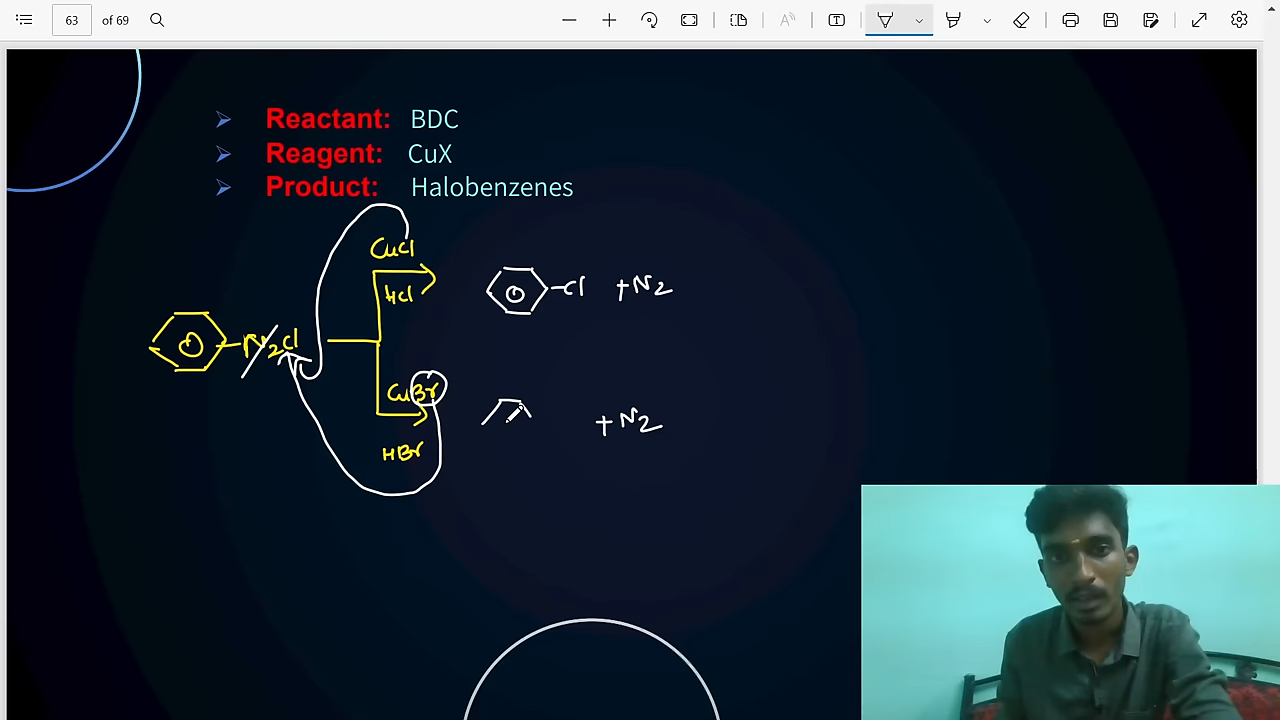 63 of 69
Reactant: BDC
Reagent: CuX
Product: Halobenzenes
CuCl
HCl
Cl + N2
N2Cl
CuBr
HBr
+ N2